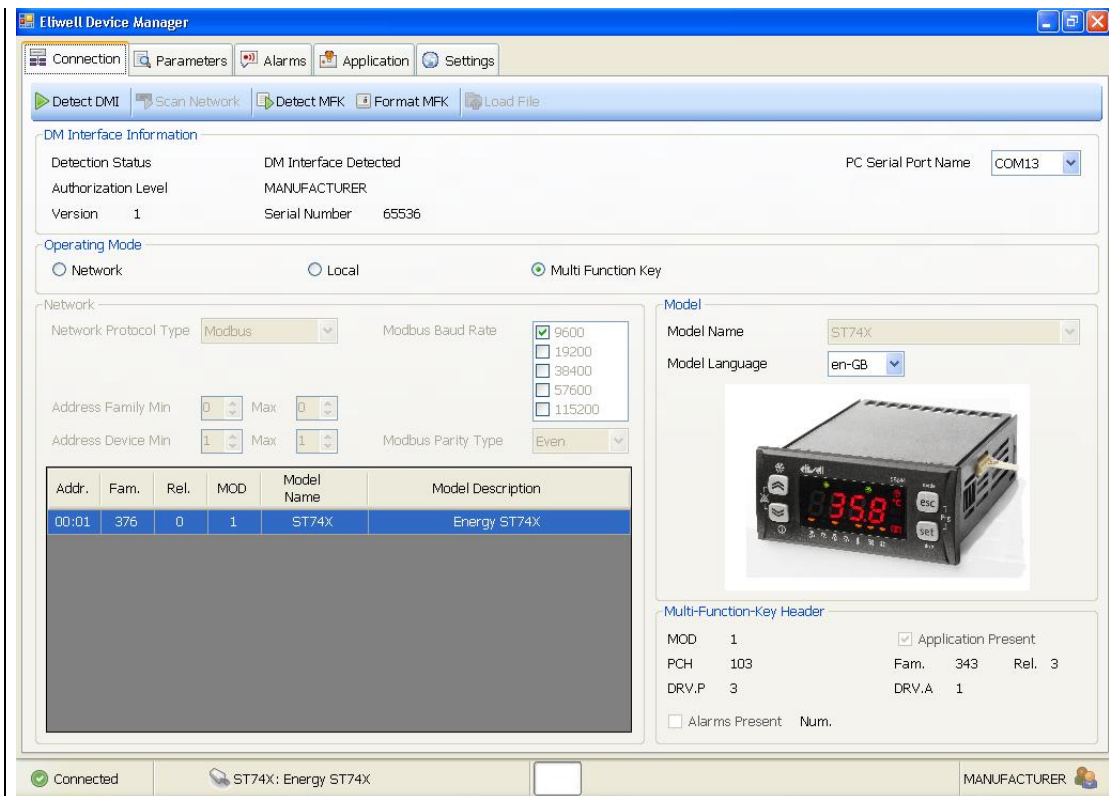 Eliwell Device Manager
Connection Parameters Alarms Application Settings
Detect DMI Scan Network Detect MFK Format MFK Load File
DM Interface Information
Detection Status DM Interface Detected PC Serial Port Name COM13
Authorization Level MANUFACTURER
Version 1 Serial Number 65536
Operating Mode
Network Local Multi Function Key
Network
Network Protocol Type Modbus Modbus Baud Rate 9600
19200
38400
57600
115200
Address Family Min 0 Max 0
Address Device Min 1 Max 1 Modbus Parity Type Even
Addr. Fam. Rel. MOD Model Name Model Description
00:01 376 0 1 ST74X Energy ST74X
Model
Model Name ST74X
Model Language en-GB
eliwell
esc
35.8
set
Multi-Function-Key Header
MOD 1 Application Present
PCH 103 Fam. 343 Rel. 3
DRV.P 3 DRV.A 1
Alarms Present Num.
Connected ST74X: Energy ST74X MANUFACTURER